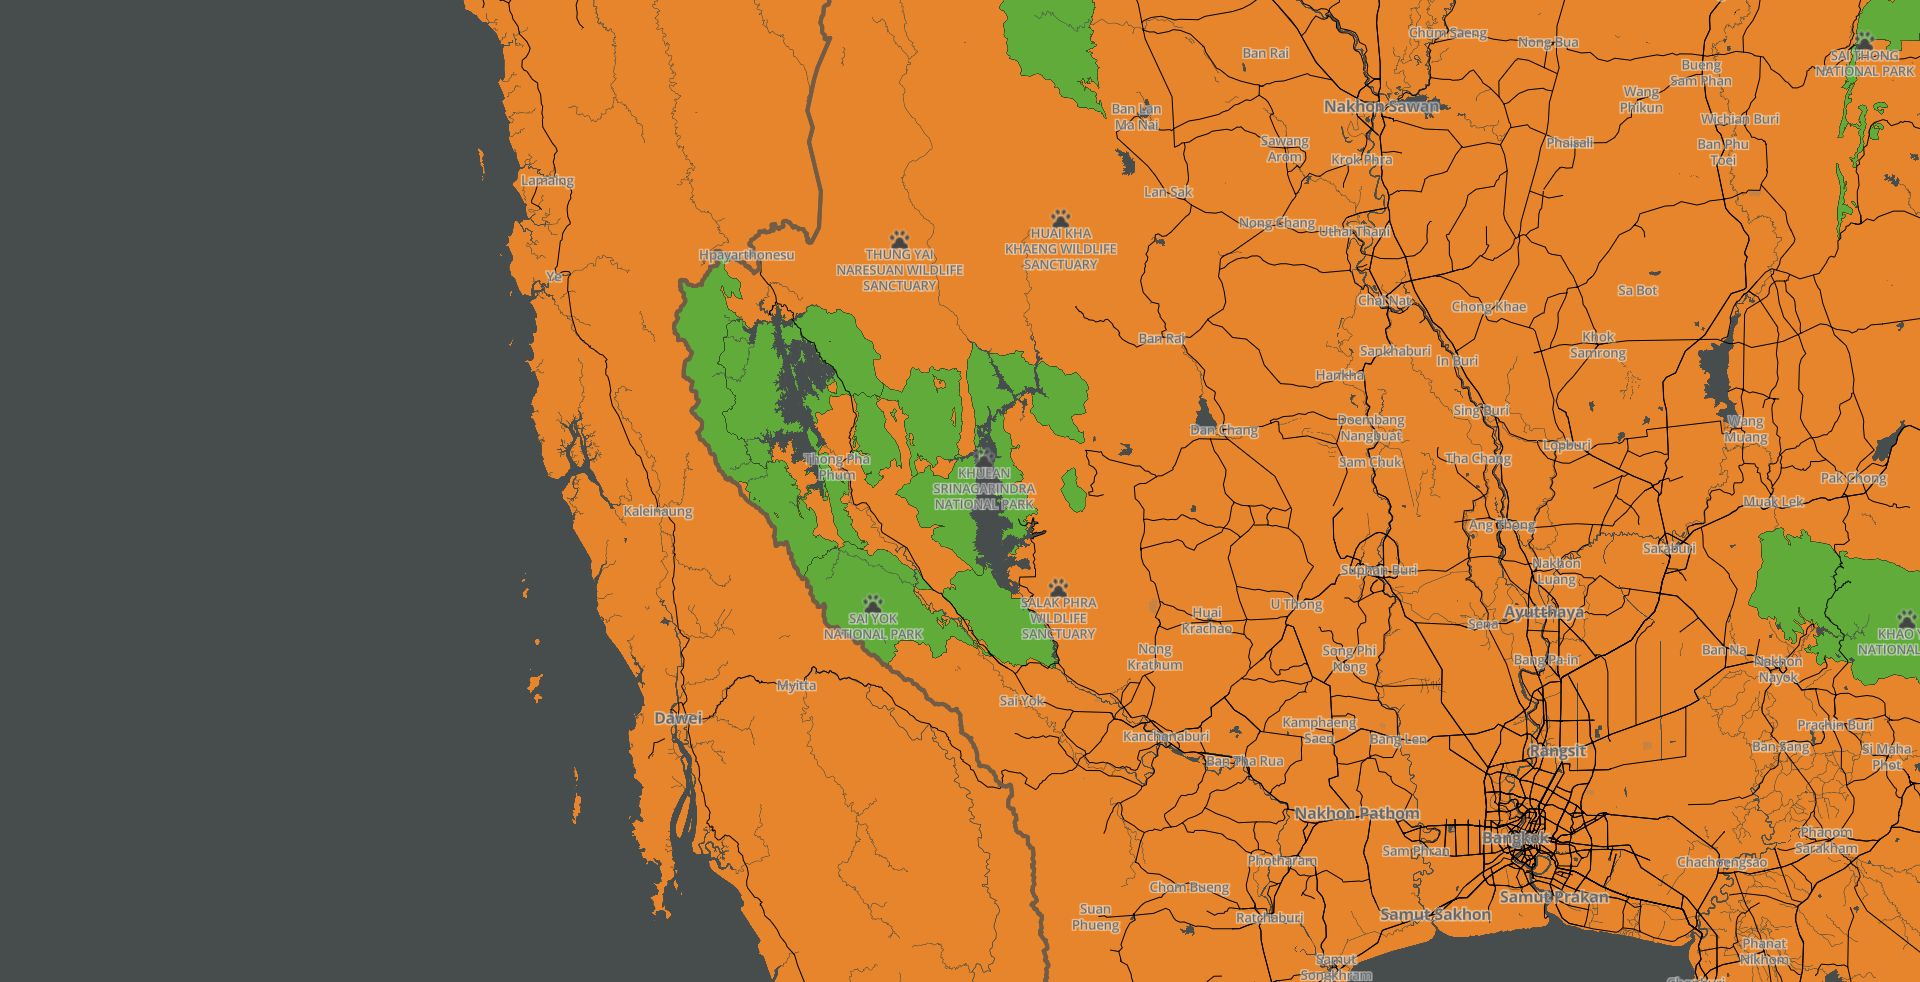 Chum Saeng
Nong Bua
Ban Rai
SAI THONG
NATIONAL PARK
Bueng
Sam Phan
Wang
Phikun
Nakhon Sawan
Ban Lan
Ma Nai
Wichian Buri
Sawang
Arom
Phaisali
Ban Phu
Toei
Krok Phra
Lamaing
Lan Sak
Nong Chang
Uthai Thani
HUAI KHA
KHAENG WILDLIFE
SANCTUARY
Hpayarthonesu
THUNG YAI
NARESUAN WILDLIFE
SANCTUARY
Ye
Sa Bot
Chai Nat
Chong Khae
Ban Rai
Khok
Samrong
Sankhaburi
In Buri
Hankha
Sing Buri
Doembang
Nangbuat
Dan Chang
Wang
Muang
Lopburi
Thong Pha
Phum
Sam Chuk
Tha Chang
KHUEAN
SRINAGARINDRA
NATIONAL PARK
Pak Chong
Muak Lek
Kaleinaung
Ang Thong
Saraburi
Suphan Buri
Nakhon
Luang
SAI YOK
NATIONAL PARK
SALAK PHRA
WILDLIFE
SANCTUARY
Huai
Krachao
U Thong
Ayutthaya
Sena
KHAO Y
NATIONAL
Nong
Krathum
Song Phi
Nong
Bang Pa-in
Ban Na
Nakhon
Nayok
Myitta
Sai Yok
Dawei
Kamphaeng
Saen
Kanchanaburi
Bang Len
Prachin Buri
Ban Sang
Si Maha
Phot
Rangsit
Ban Tha Rua
Nakhon Pathom
Bangkok
Phanom
Sarakham
Sam Phran
Photharam
Chachoengsao
Chom Bueng
Samut Prakan
Suan
Phueng
Ratchaburi
Samut Sakhon
Phanat
Nikhom
Samut
Songkhram